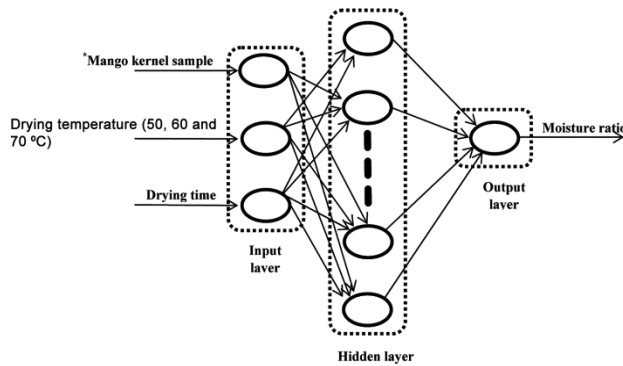 *Mango kernel sample
Drying temperature (50, 60 and
70 ºC)
Drying time
Input
laver
Hidden layer
Output
layer
Moisture ratio